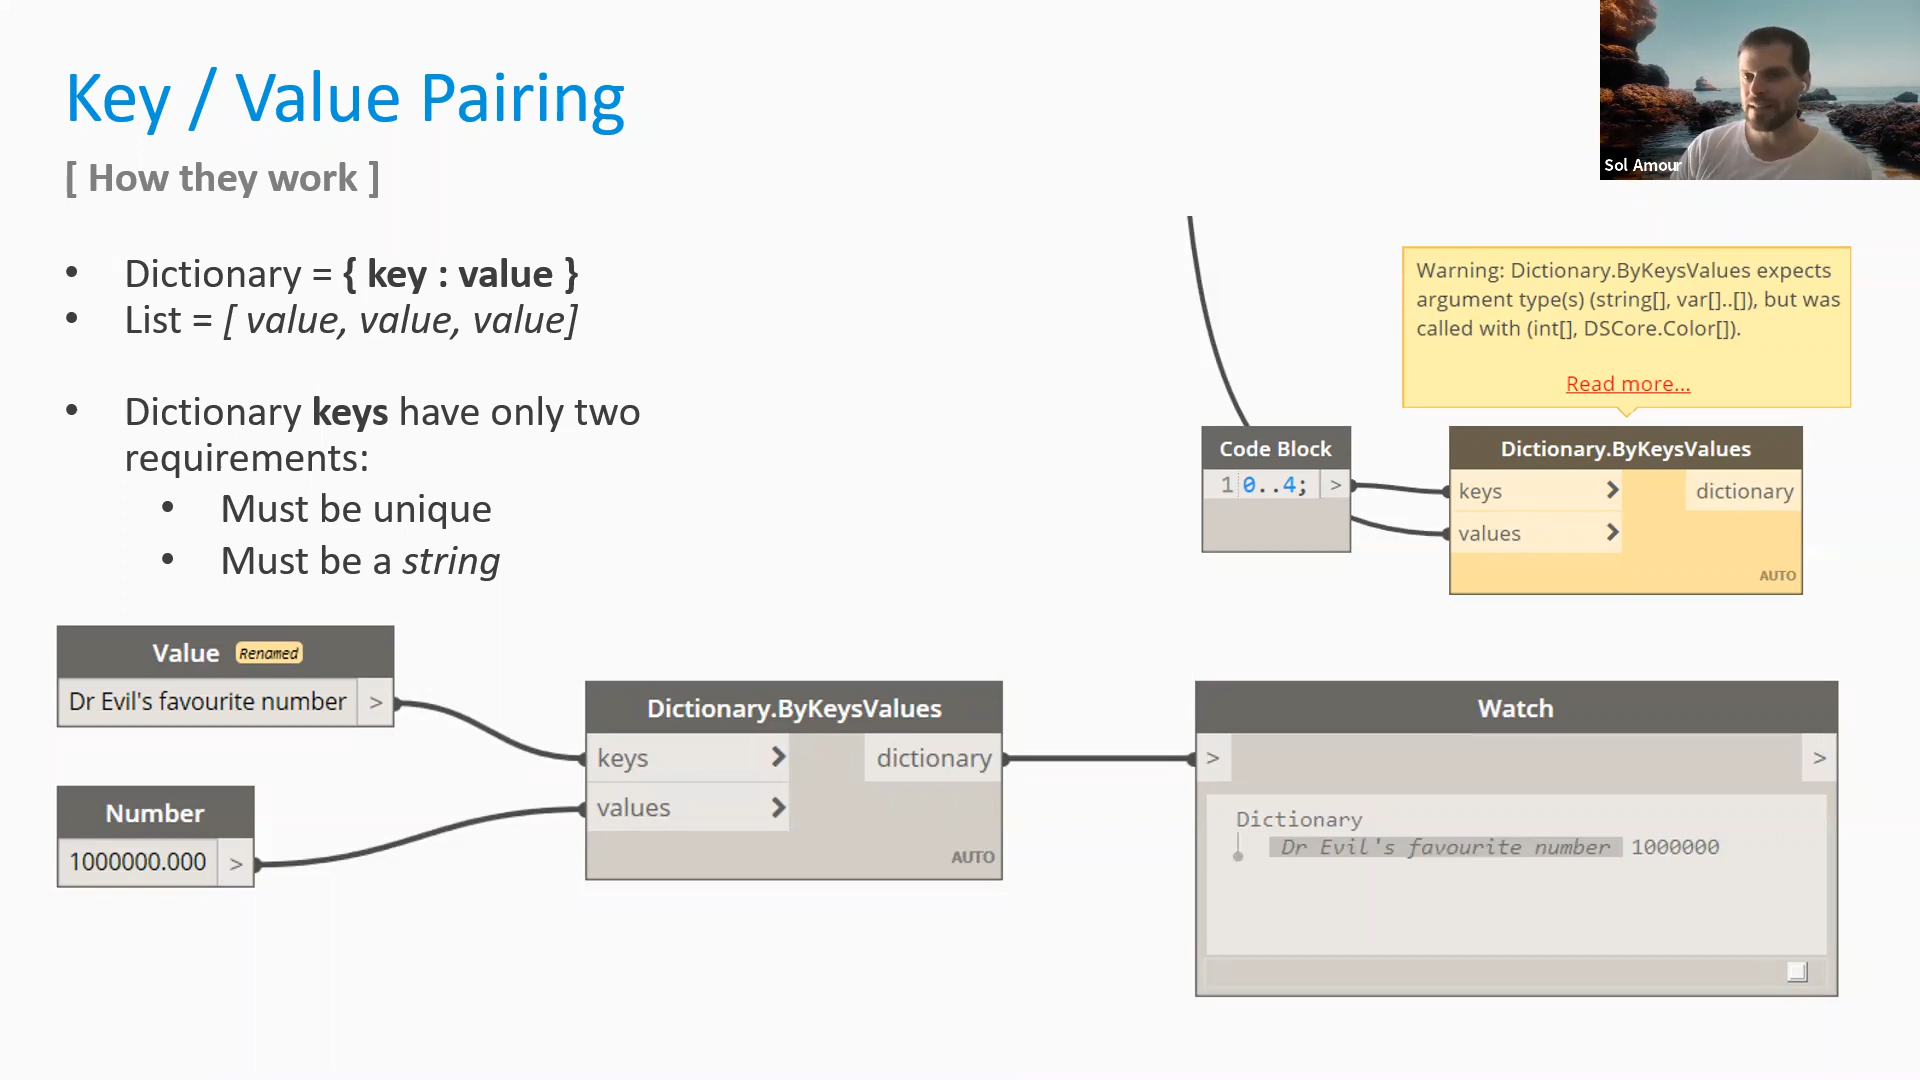 Key / Value Pairing
[ How they work ]
• Dictionary = { key : value }
• List = [ value, value, value]
• Dictionary keys have only two
requirements:
• Must be unique
• Must be a string
Sol Amour
Warning: Dictionary.ByKeysValues expects
argument type(s) (string[], var[]..[]), but was
called with (int[], DSCore.Color[]).
Read more...
Code Block
1 0..4; >
Dictionary.ByKeysValues
keys > dictionary
values >
AUTO
Value Renamed
Dr Evil's favourite number >
Number
1000000.000 >
Dictionary.ByKeysValues
keys > dictionary
values >
AUTO
Watch
> >
Dictionary
Dr Evil's favourite number 1000000